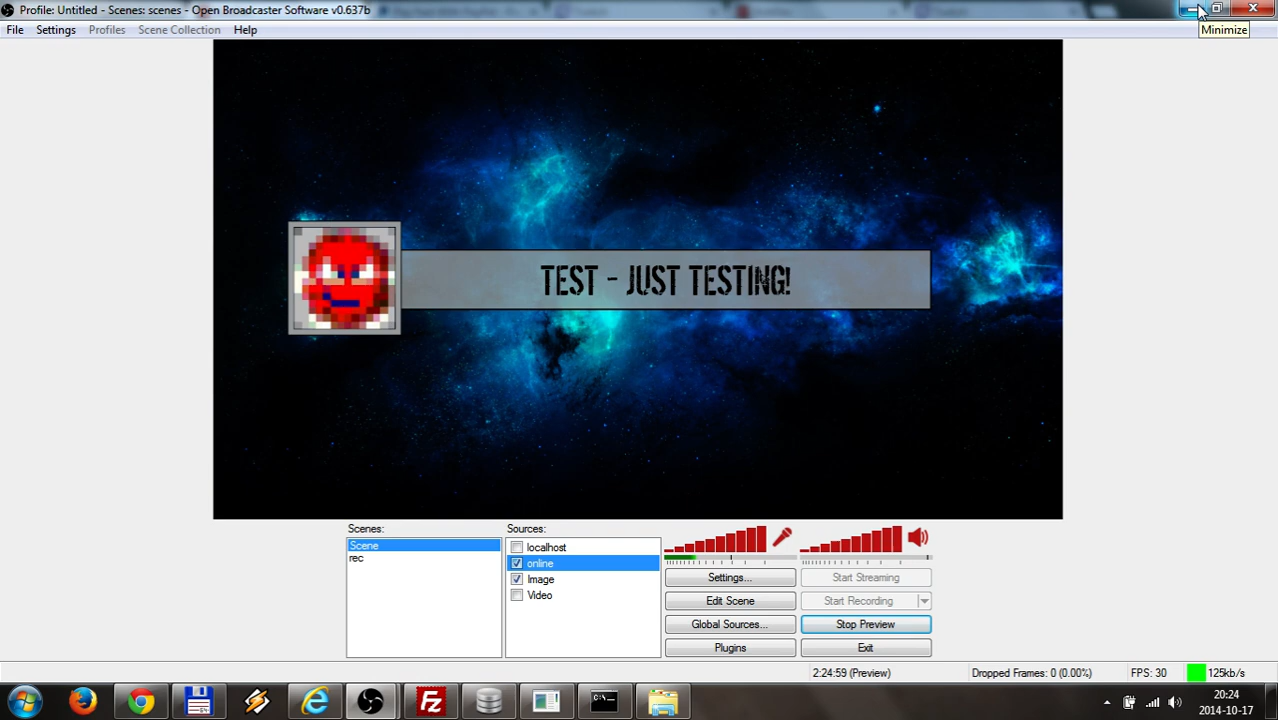 Profile: Untitled - Scenes: scenes - Open Broadcaster Software v0.637b
File Settings Profiles Scene Collection Help
Minimize
TEST - JUST TESTING!
Scenes:
Scene
rec
Sources:
localhost
online
Image
Video
Settings...
Start Streaming
Edit Scene
Start Recording
Global Sources...
Stop Preview
Plugins
Exit
2:24:59 (Preview)
Dropped Frames: 0 (0.00%)
FPS: 30
125kb/s
20:24
2014-10-17